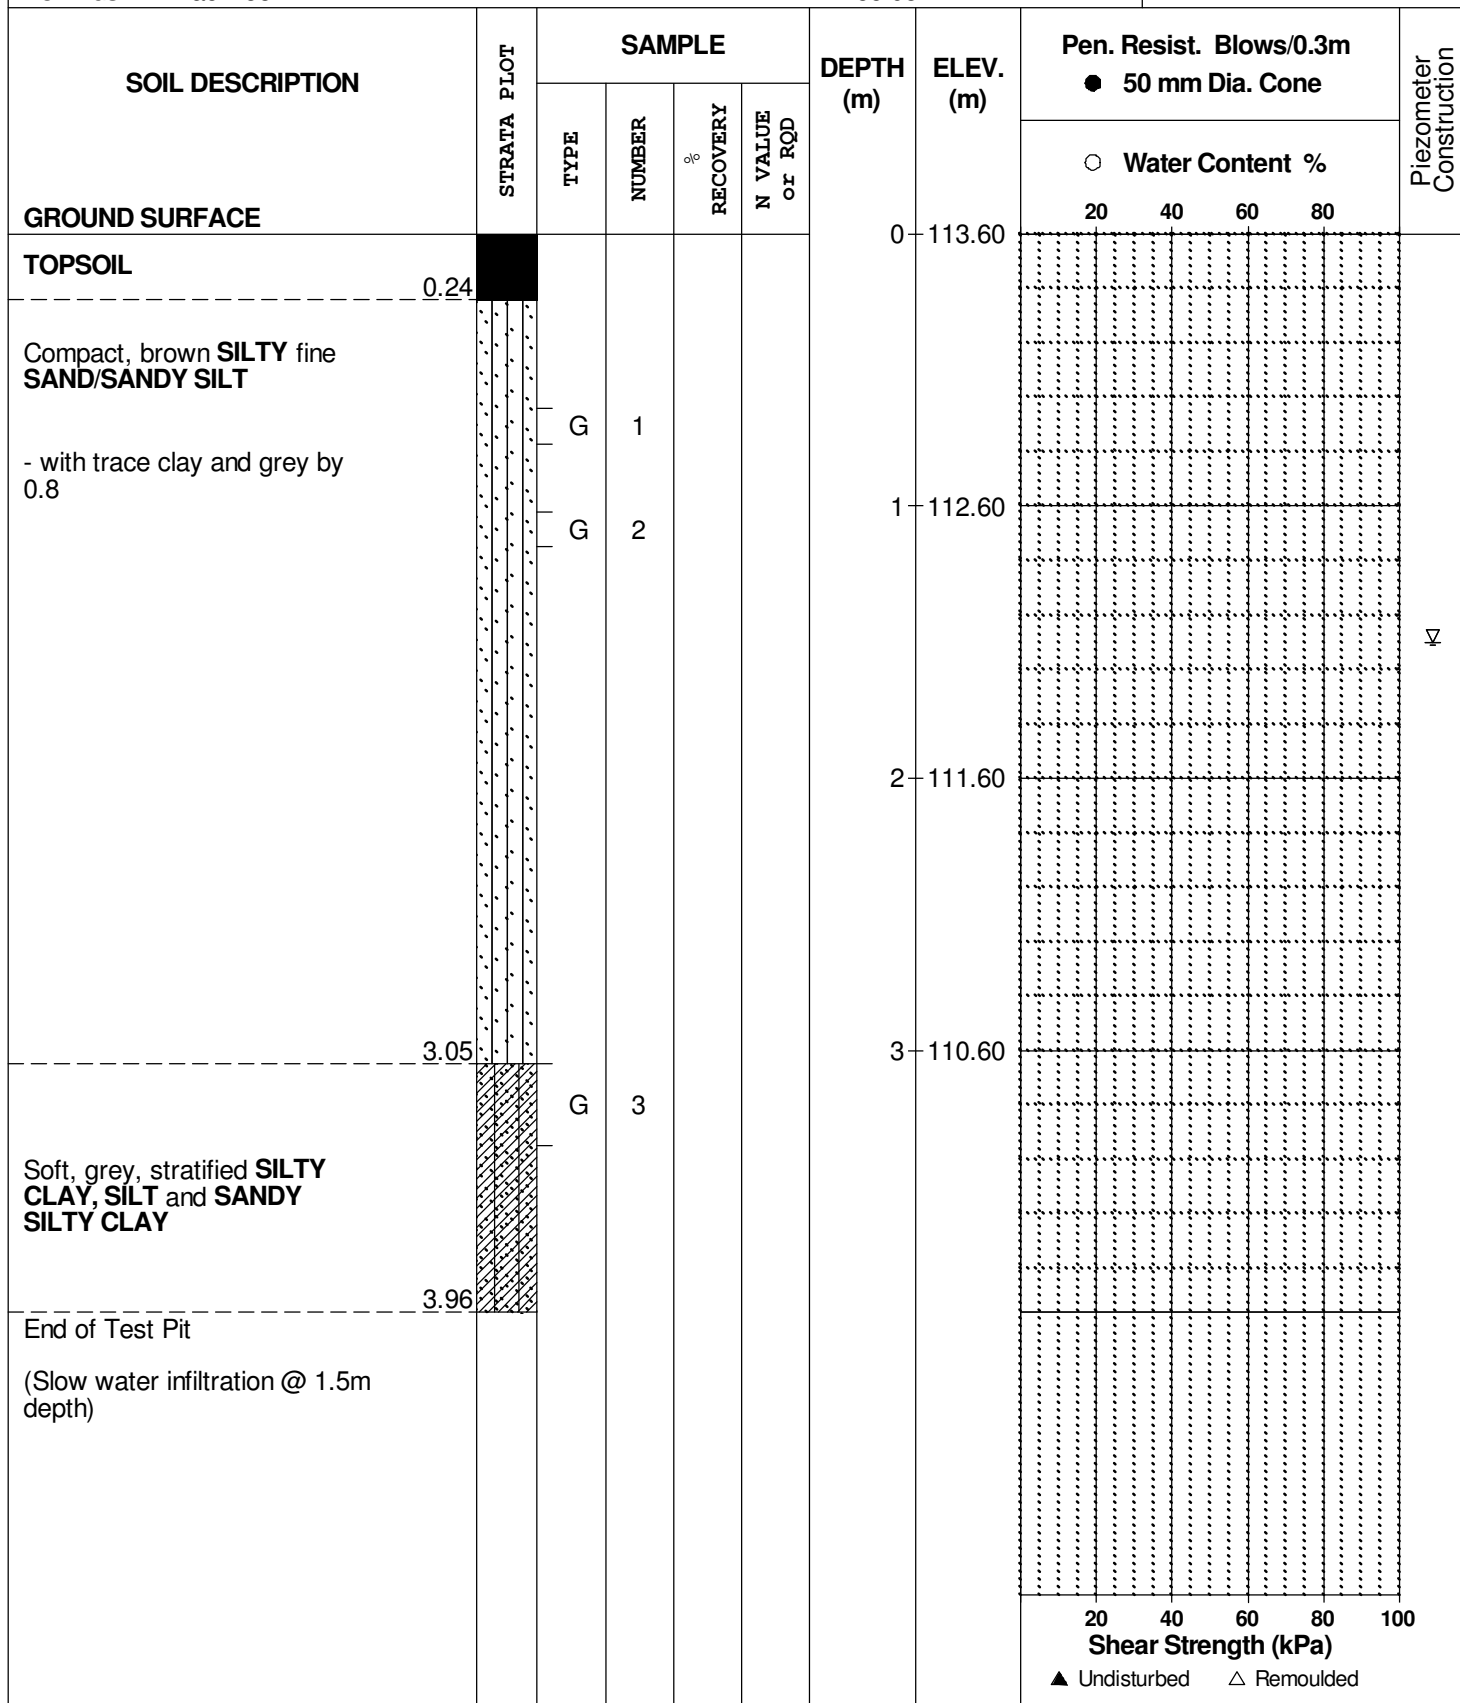 SOIL DESCRIPTION
GROUND SURFACE
STRATA PLOT
SAMPLE
TYPE
NUMBER
%
RECOVERY
N VALUE
or RQD
DEPTH
(m)
ELEV.
(m)
Pen. Resist. Blows/0.3m
● 50 mm Dia. Cone
○ Water Content %
20 40 60 80
Piezometer
Construction
0 113.60
TOPSOIL
0.24
Compact, brown SILTY fine
SAND/SANDY SILT
G 1
- with trace clay and grey by
0.8
1 112.60
G 2
2 111.60
3.05
3 110.60
G 3
Soft, grey, stratified SILTY
CLAY, SILT and SANDY
SILTY CLAY
3.96
End of Test Pit
(Slow water infiltration @ 1.5m
depth)
20 40 60 80 100
Shear Strength (kPa)
▲ Undisturbed △ Remoulded